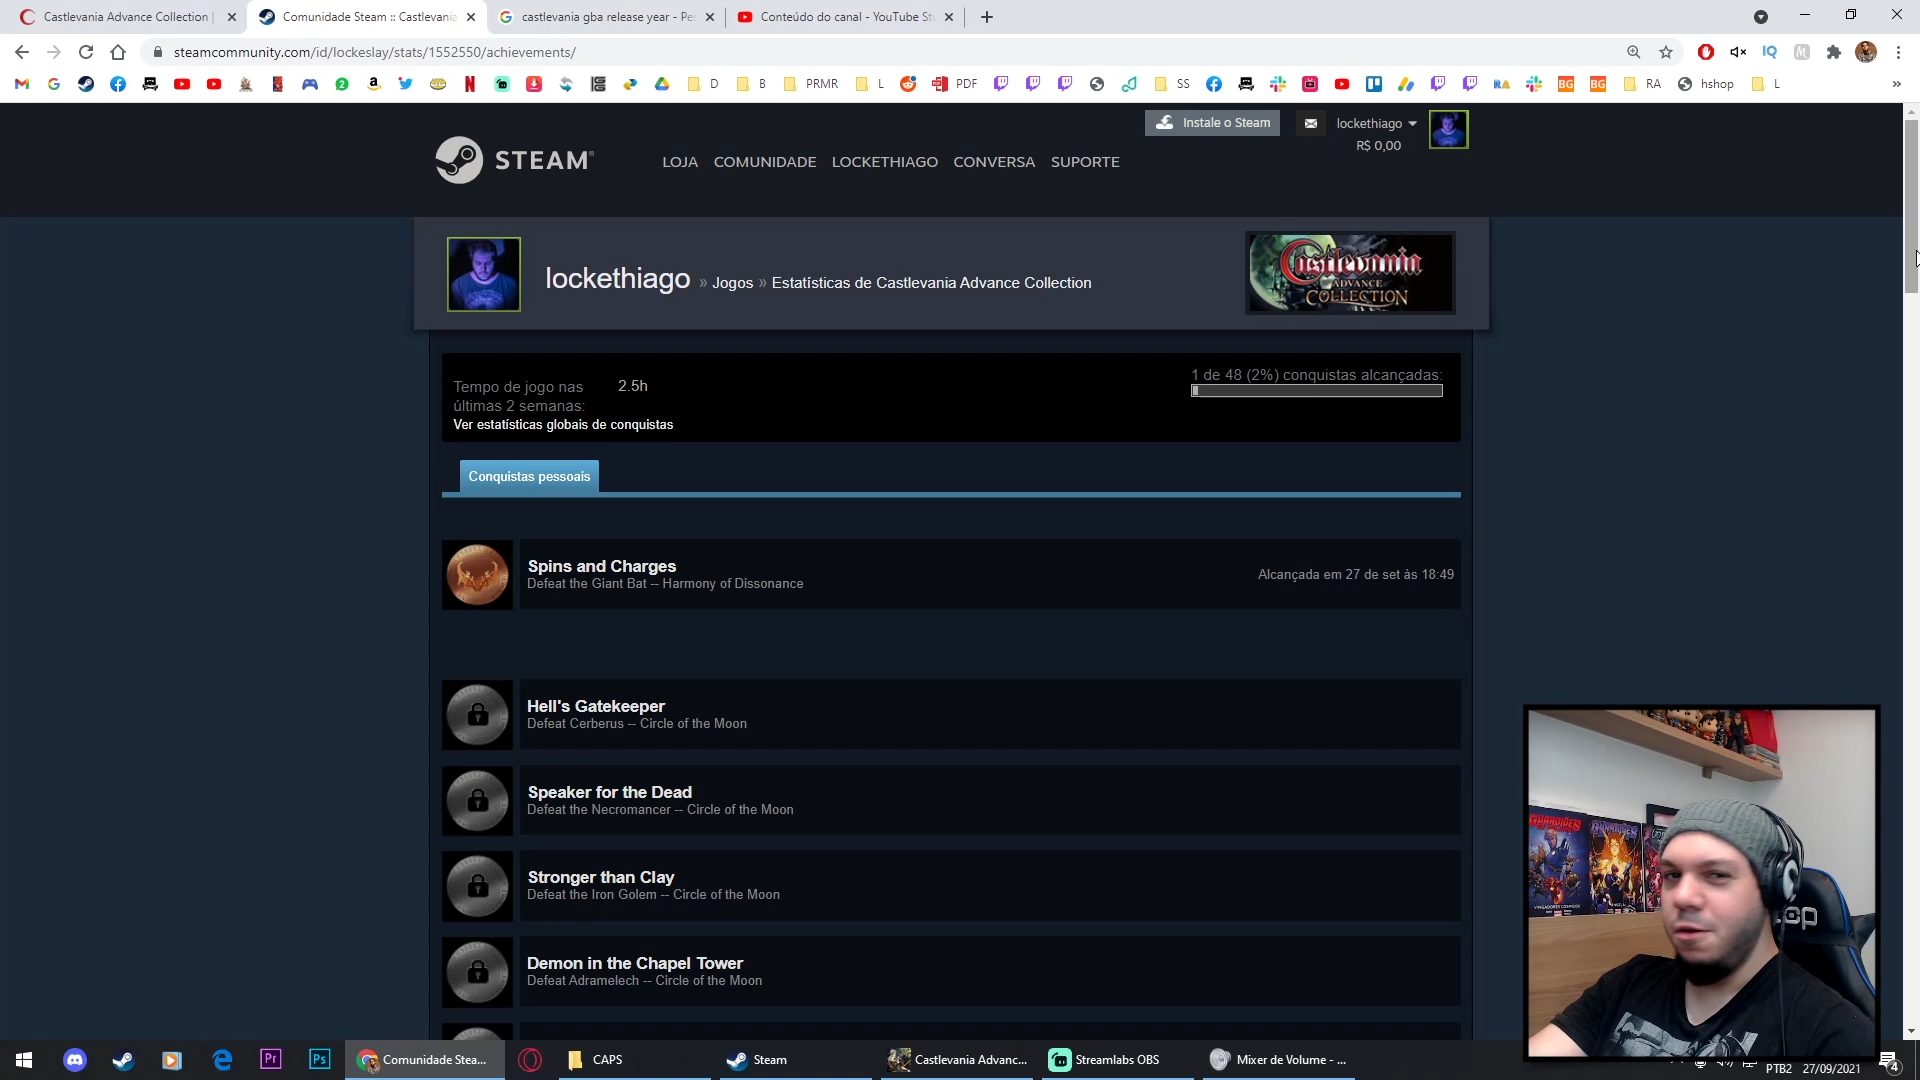 Castlevania Advance Collection |
Comunidade Steam :: Castlevania
castlevania gba release year - Pes
Conteúdo do canal - YouTube St
steamcommunity.com/id/lockeslay/stats/1552550/achievements/
D
B
PRMR
L
PDF
SS
BG
BG
RA
hshop
L
Instale o Steam
lockethiago
R$ 0,00
STEAM
LOJA COMUNIDADE LOCKETHIAGO CONVERSA SUPORTE
lockethiago » Jogos » Estatísticas de Castlevania Advance Collection
Castlevania
ADVANCE
COLLECTION
Tempo de jogo nas
últimas 2 semanas:
2.5h
Ver estatísticas globais de conquistas
1 de 48 (2%) conquistas alcançadas:
Conquistas pessoais
Spins and Charges
Defeat the Giant Bat -- Harmony of Dissonance
Alcançada em 27 de set às 18:49
Hell's Gatekeeper
Defeat Cerberus -- Circle of the Moon
Speaker for the Dead
Defeat the Necromancer -- Circle of the Moon
Stronger than Clay
Defeat the Iron Golem -- Circle of the Moon
Demon in the Chapel Tower
Defeat Adramelech -- Circle of the Moon
Pr
Ps
Comunidade Stea...
CAPS
Steam
Castlevania Advanc...
Streamlabs OBS
Mixer de Volume - ...
PTB2
27/09/2021
4